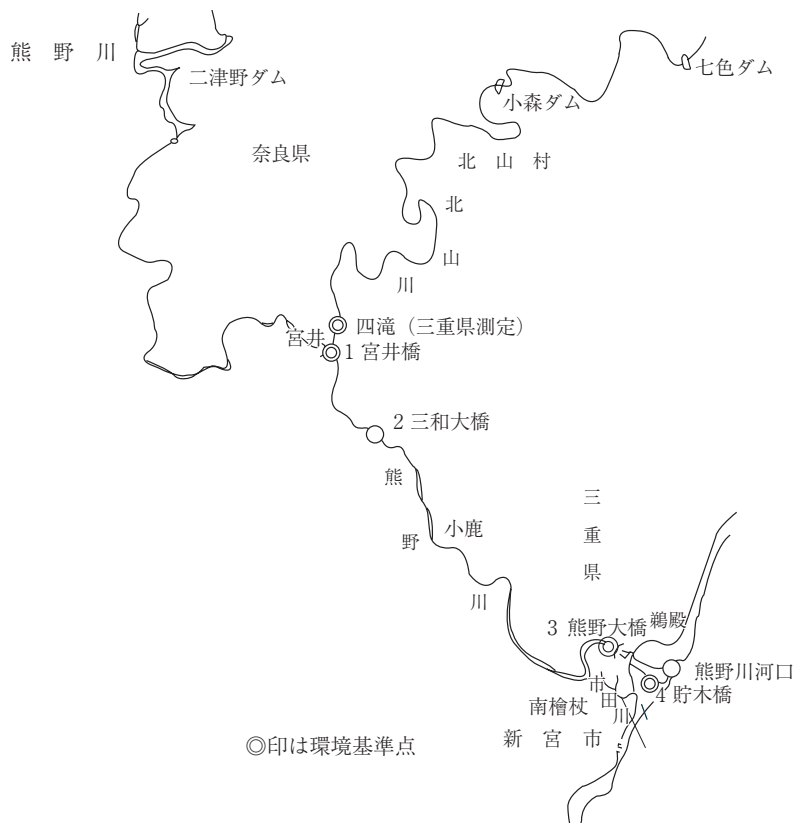 熊野川
二津野ダム
七色ダム
小森ダム
奈良県
北山村
北山川
四滝（三重県測定）
宮井
1 宮井橋
2 三和大橋
熊野川
小鹿
三重県
3 熊野大橋
鵜殿
熊野川河口
4 貯木橋
市田川
南檜杖
新宮市
◎印は環境基準点